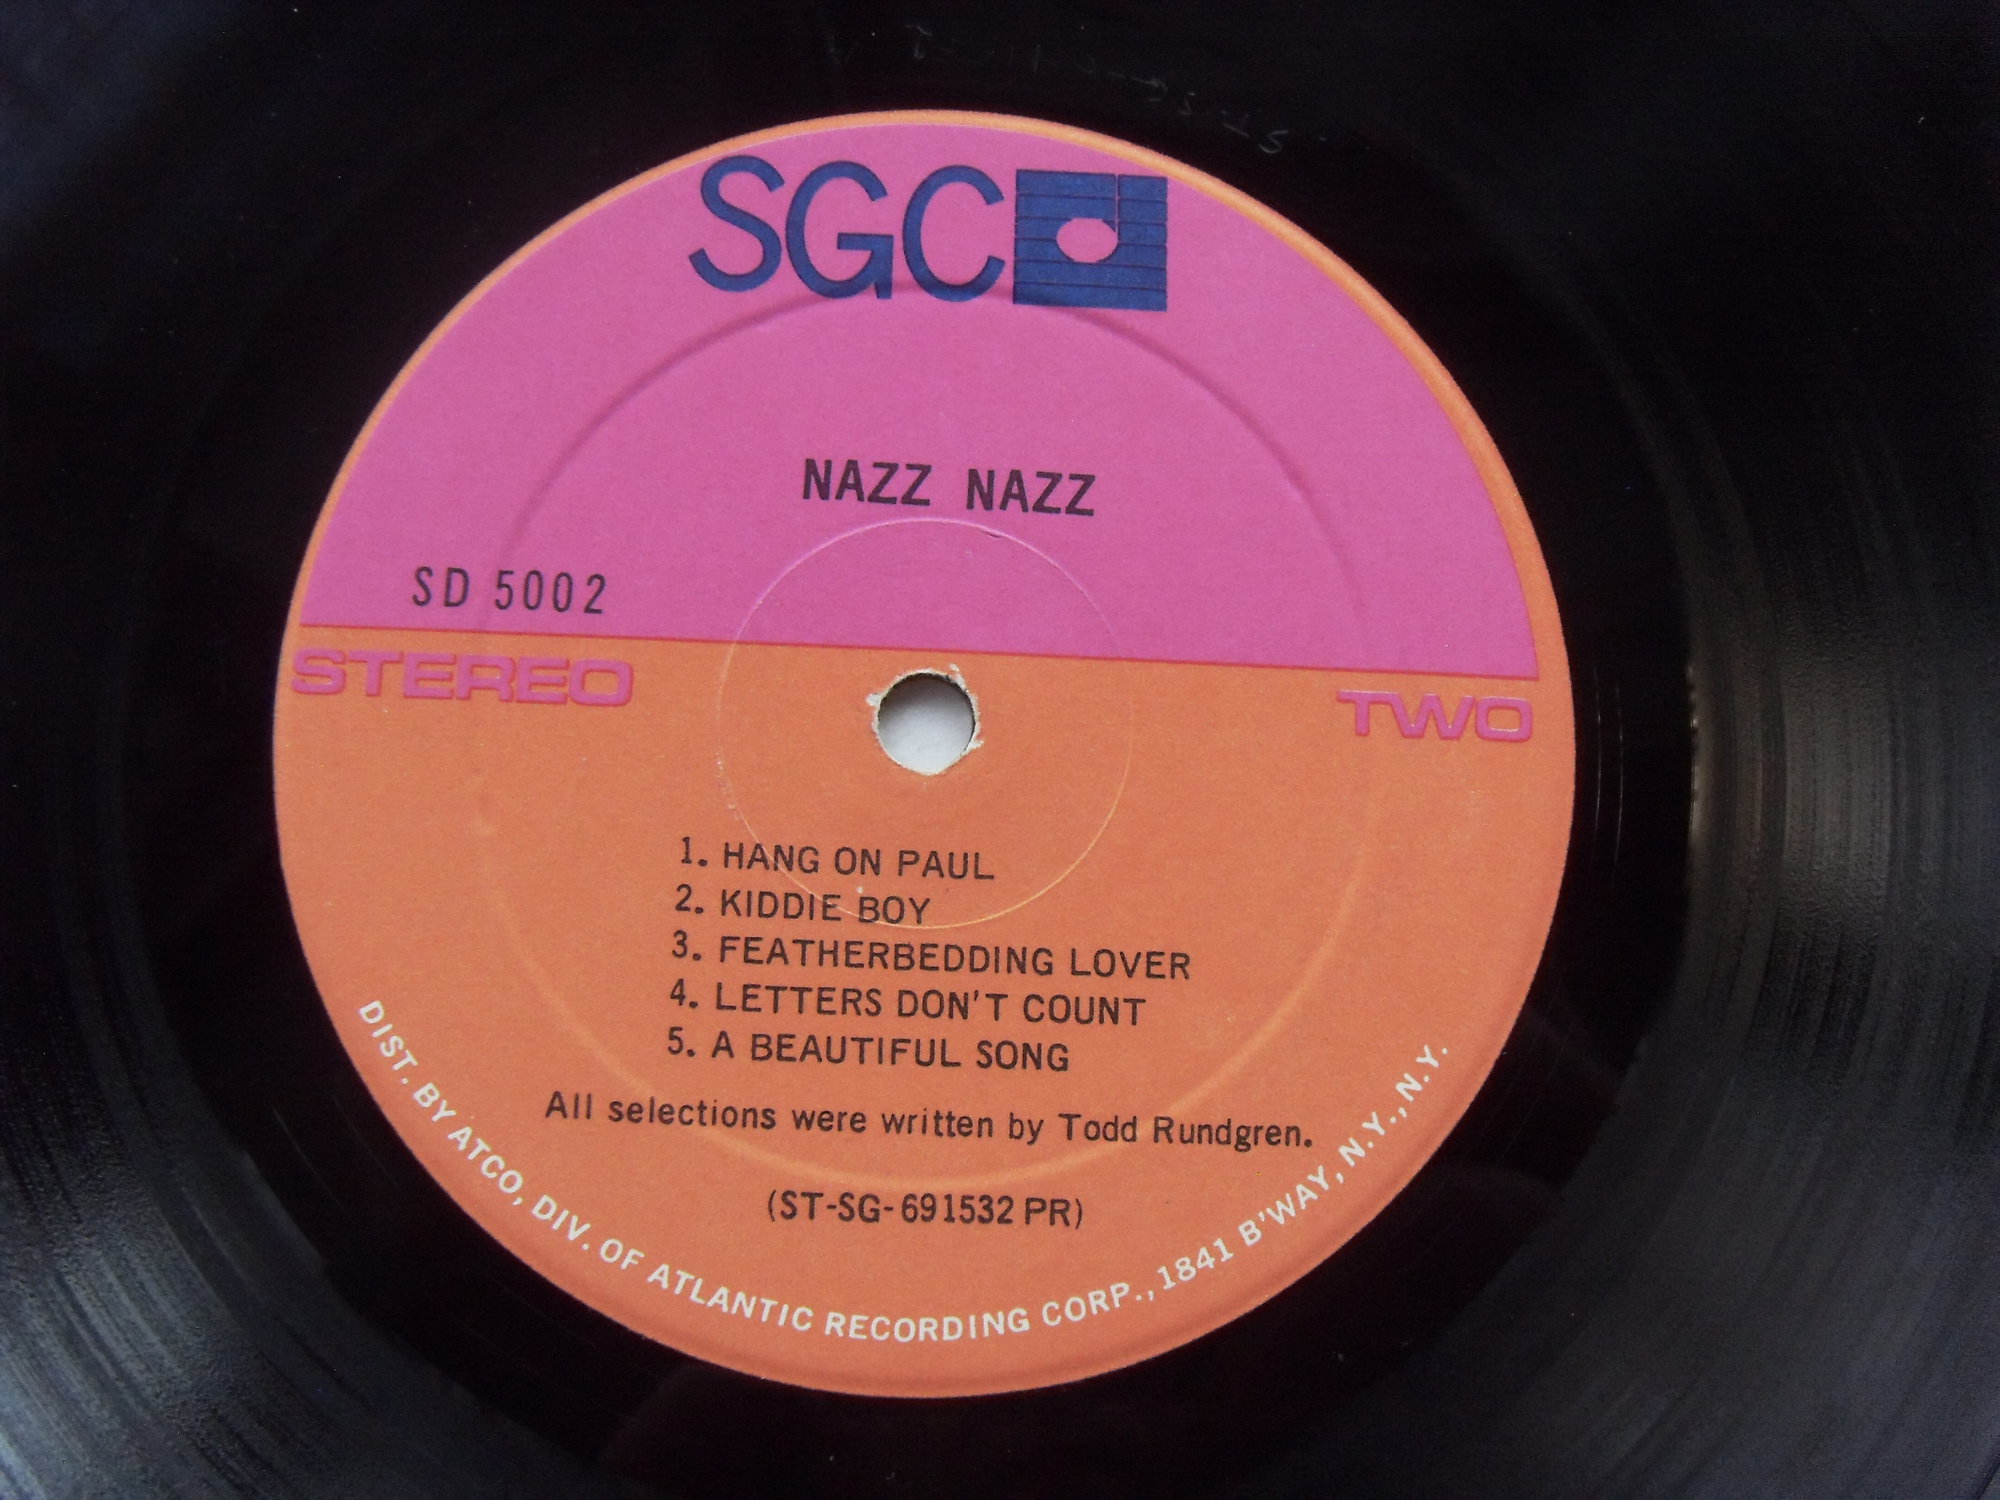 SGC
NAZZ NAZZ
SD 5002
STEREO
TWO
1. HANG ON PAUL
2. KIDDIE BOY
3. FEATHERBEDDING LOVER
4. LETTERS DON'T COUNT
5. A BEAUTIFUL SONG
All selections were written by Todd Rundgren.
(ST-SG-691532 PR)
DIST. BY ATCO, DIV. OF ATLANTIC RECORDING CORP., 1841 B'WAY, N.Y., N.Y.